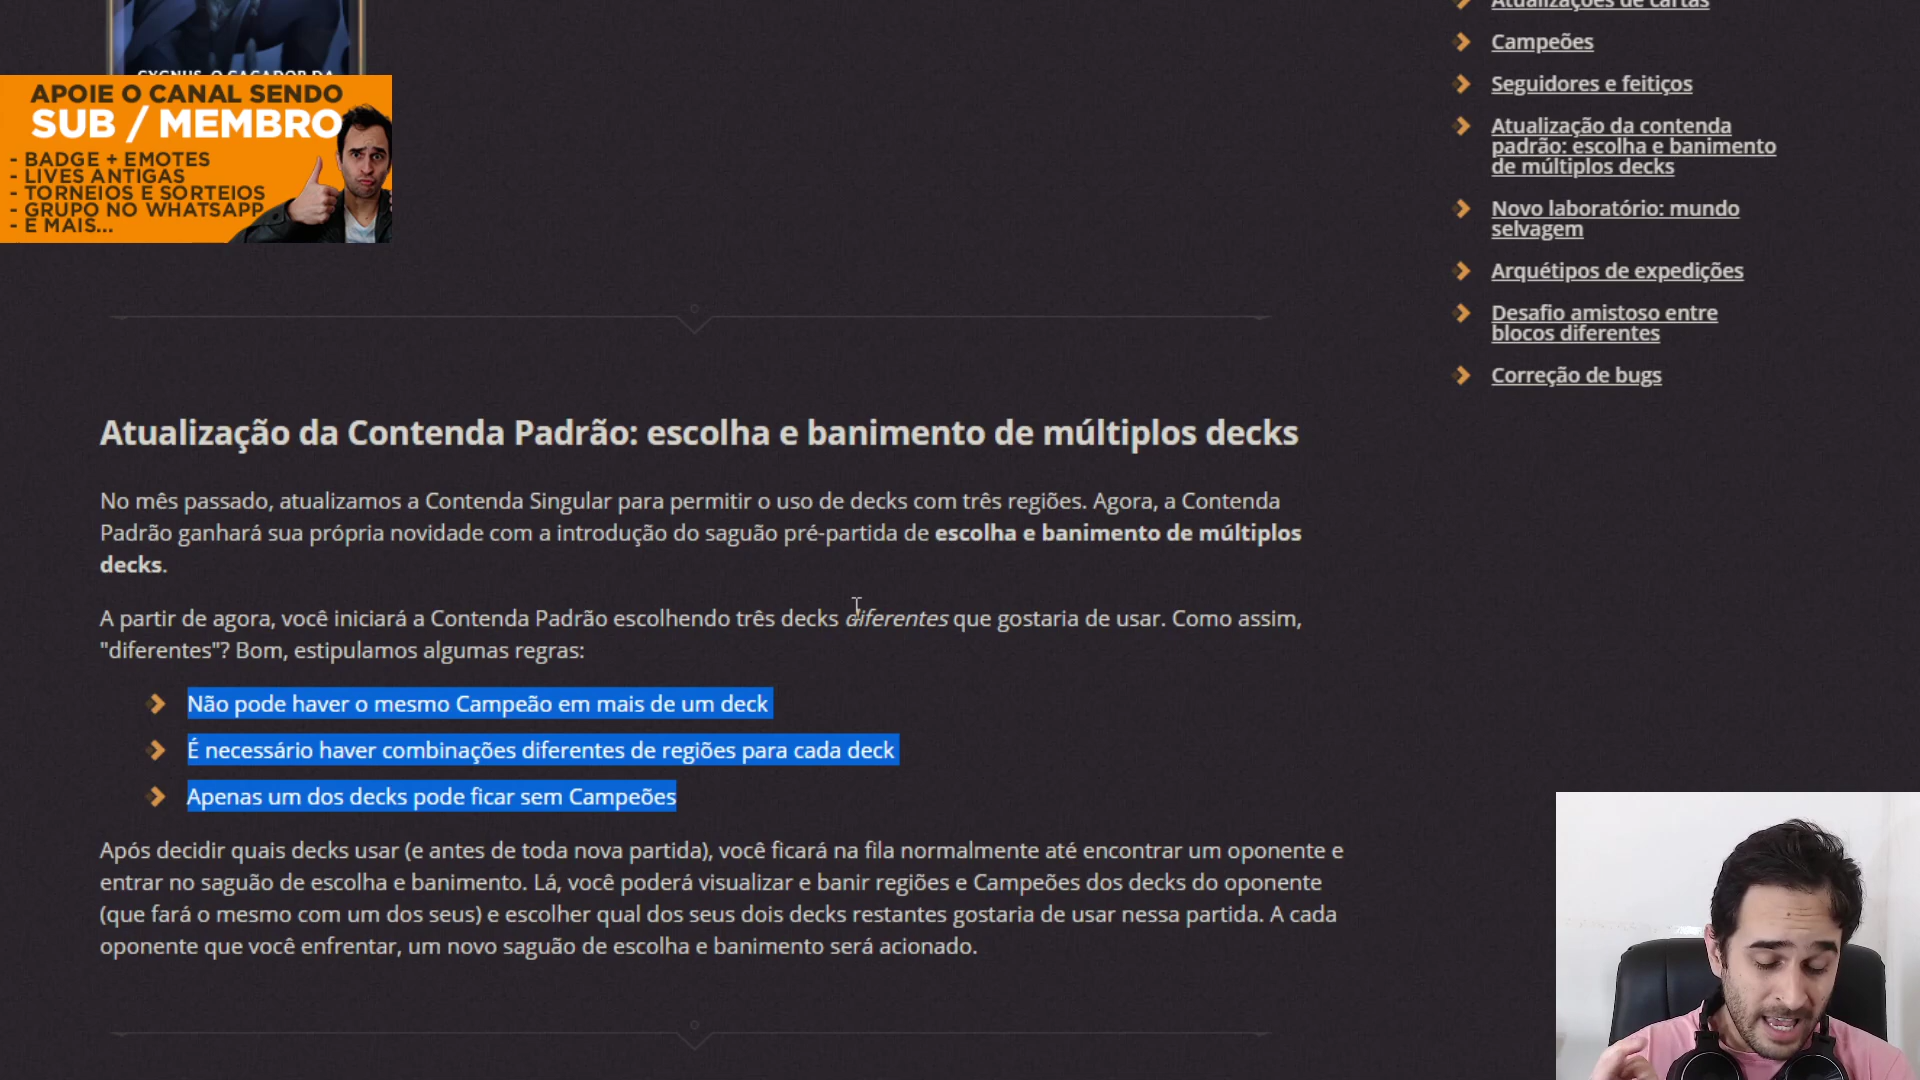 CYGNUS, O CAÇADOR DA
APOIE O CANAL SENDO
SUB / MEMBRO
- BADGE + EMOTES
- LIVES ANTIGAS
- TORNEIOS E SORTEIOS
- GRUPO NO WHATSAPP
- E MAIS...
Atualizações de cartas
Campeões
Seguidores e feitiços
Atualização da contenda
padrão: escolha e banimento
de múltiplos decks
Novo laboratório: mundo
selvagem
Arquétipos de expedições
Desafio amistoso entre
blocos diferentes
Correção de bugs
Atualização da Contenda Padrão: escolha e banimento de múltiplos decks
No mês passado, atualizamos a Contenda Singular para permitir o uso de decks com três regiões. Agora, a Contenda
Padrão ganhará sua própria novidade com a introdução do saguão pré-partida de escolha e banimento de múltiplos
decks.
A partir de agora, você iniciará a Contenda Padrão escolhendo três decks diferentes que gostaria de usar. Como assim,
"diferentes"? Bom, estipulamos algumas regras:
Não pode haver o mesmo Campeão em mais de um deck
É necessário haver combinações diferentes de regiões para cada deck
Apenas um dos decks pode ficar sem Campeões
Após decidir quais decks usar (e antes de toda nova partida), você ficará na fila normalmente até encontrar um oponente e
entrar no saguão de escolha e banimento. Lá, você poderá visualizar e banir regiões e Campeões dos decks do oponente
(que fará o mesmo com um dos seus) e escolher qual dos seus dois decks restantes gostaria de usar nessa partida. A cada
oponente que você enfrentar, um novo saguão de escolha e banimento será acionado.